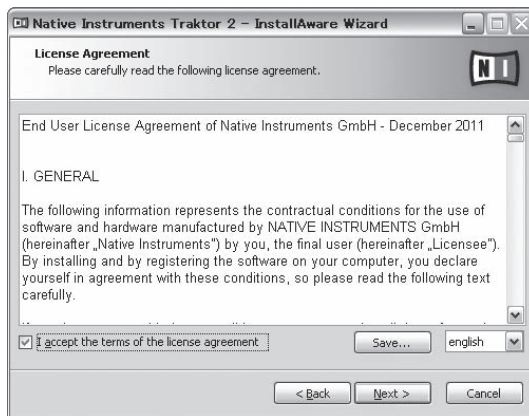 Native Instruments Traktor 2 – InstallAware Wizard
License Agreement
Please carefully read the following license agreement.
N I
End User License Agreement of Native Instruments GmbH - December 2011
I. GENERAL
The following information represents the contractual conditions for the use of
software and hardware manufactured by NATIVE INSTRUMENTS GmbH
(hereinafter „Native Instruments") by you, the final user (hereinafter „Licensee").
By installing and by registering the software on your computer, you declare
yourself in agreement with these conditions, so please read the following text
carefully.
I accept the terms of the license agreement
Save...
english
< Back
Next >
Cancel